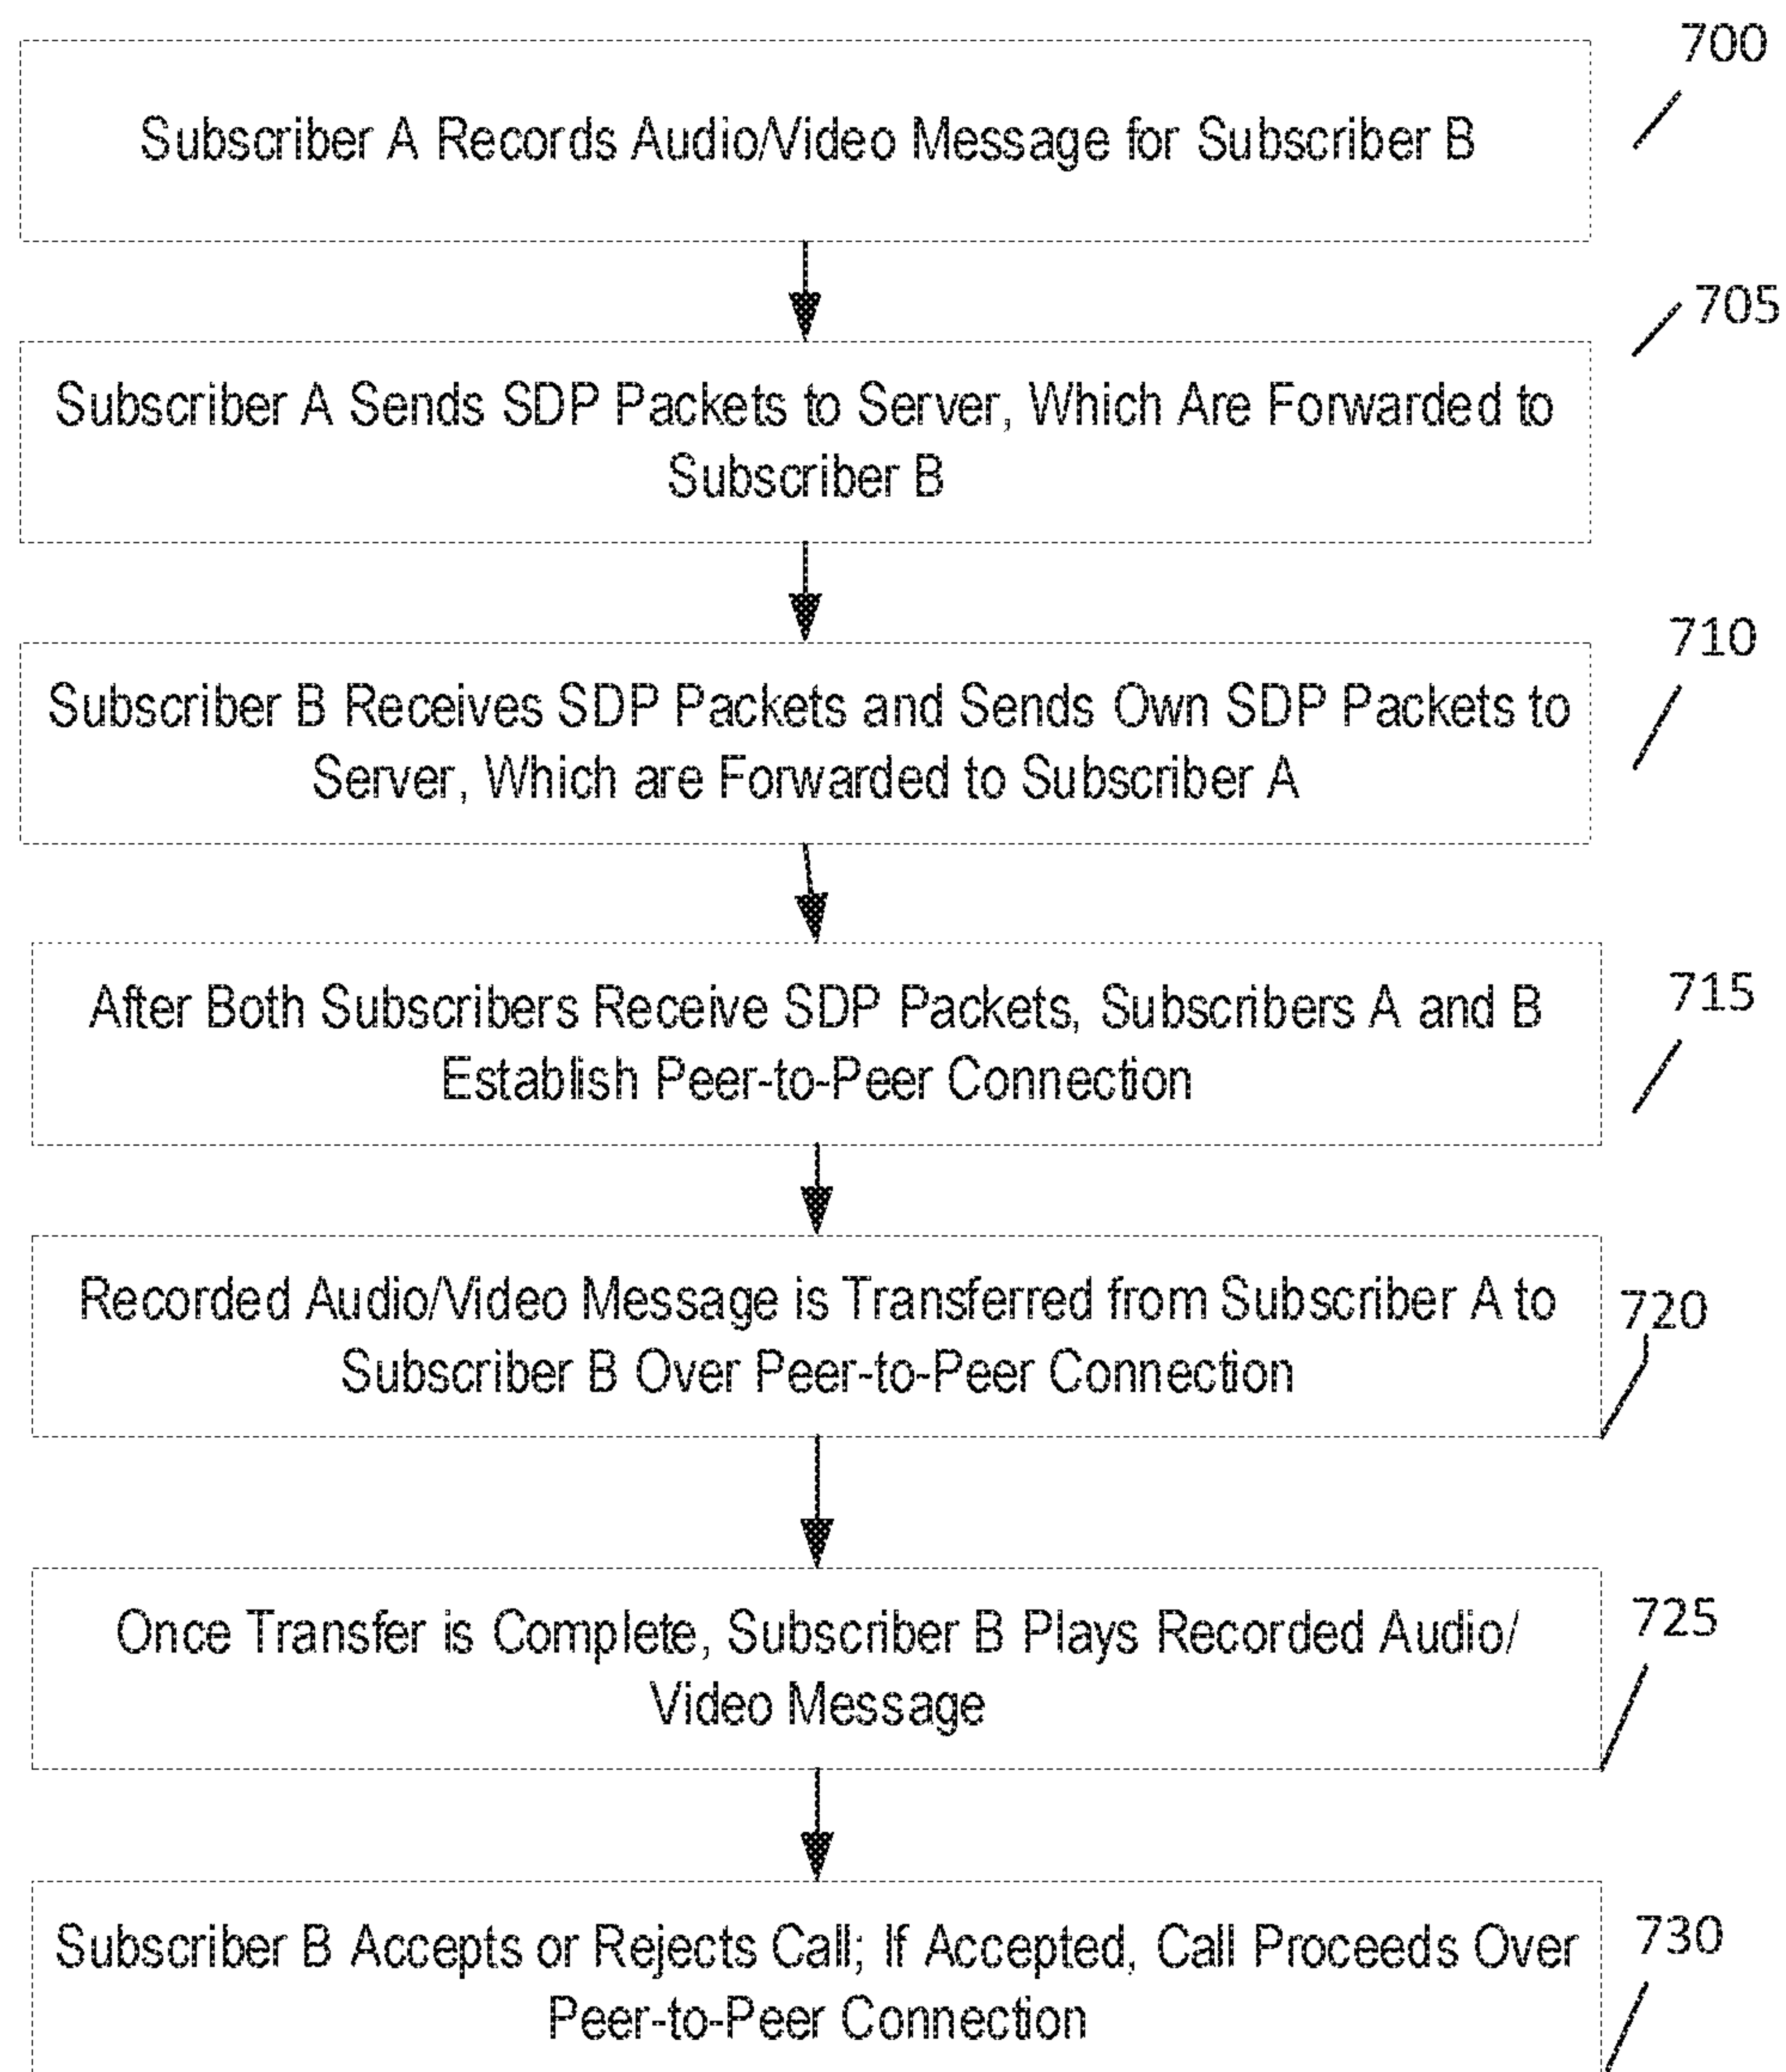 700
Subscriber A Records Audio/Video Message for Subscriber B
705
Subscriber A Sends SDP Packets to Server, Which Are Forwarded to
Subscriber B
710
Subscriber B Receives SDP Packets and Sends Own SDP Packets to
Server, Which are Forwarded to Subscriber A
715
After Both Subscribers Receive SDP Packets, Subscribers A and B
Establish Peer-to-Peer Connection
720
Recorded Audio/Video Message is Transferred from Subscriber A to
Subscriber B Over Peer-to-Peer Connection
725
Once Transfer is Complete, Subscriber B Plays Recorded Audio/
Video Message
730
Subscriber B Accepts or Rejects Call; If Accepted, Call Proceeds Over
Peer-to-Peer Connection